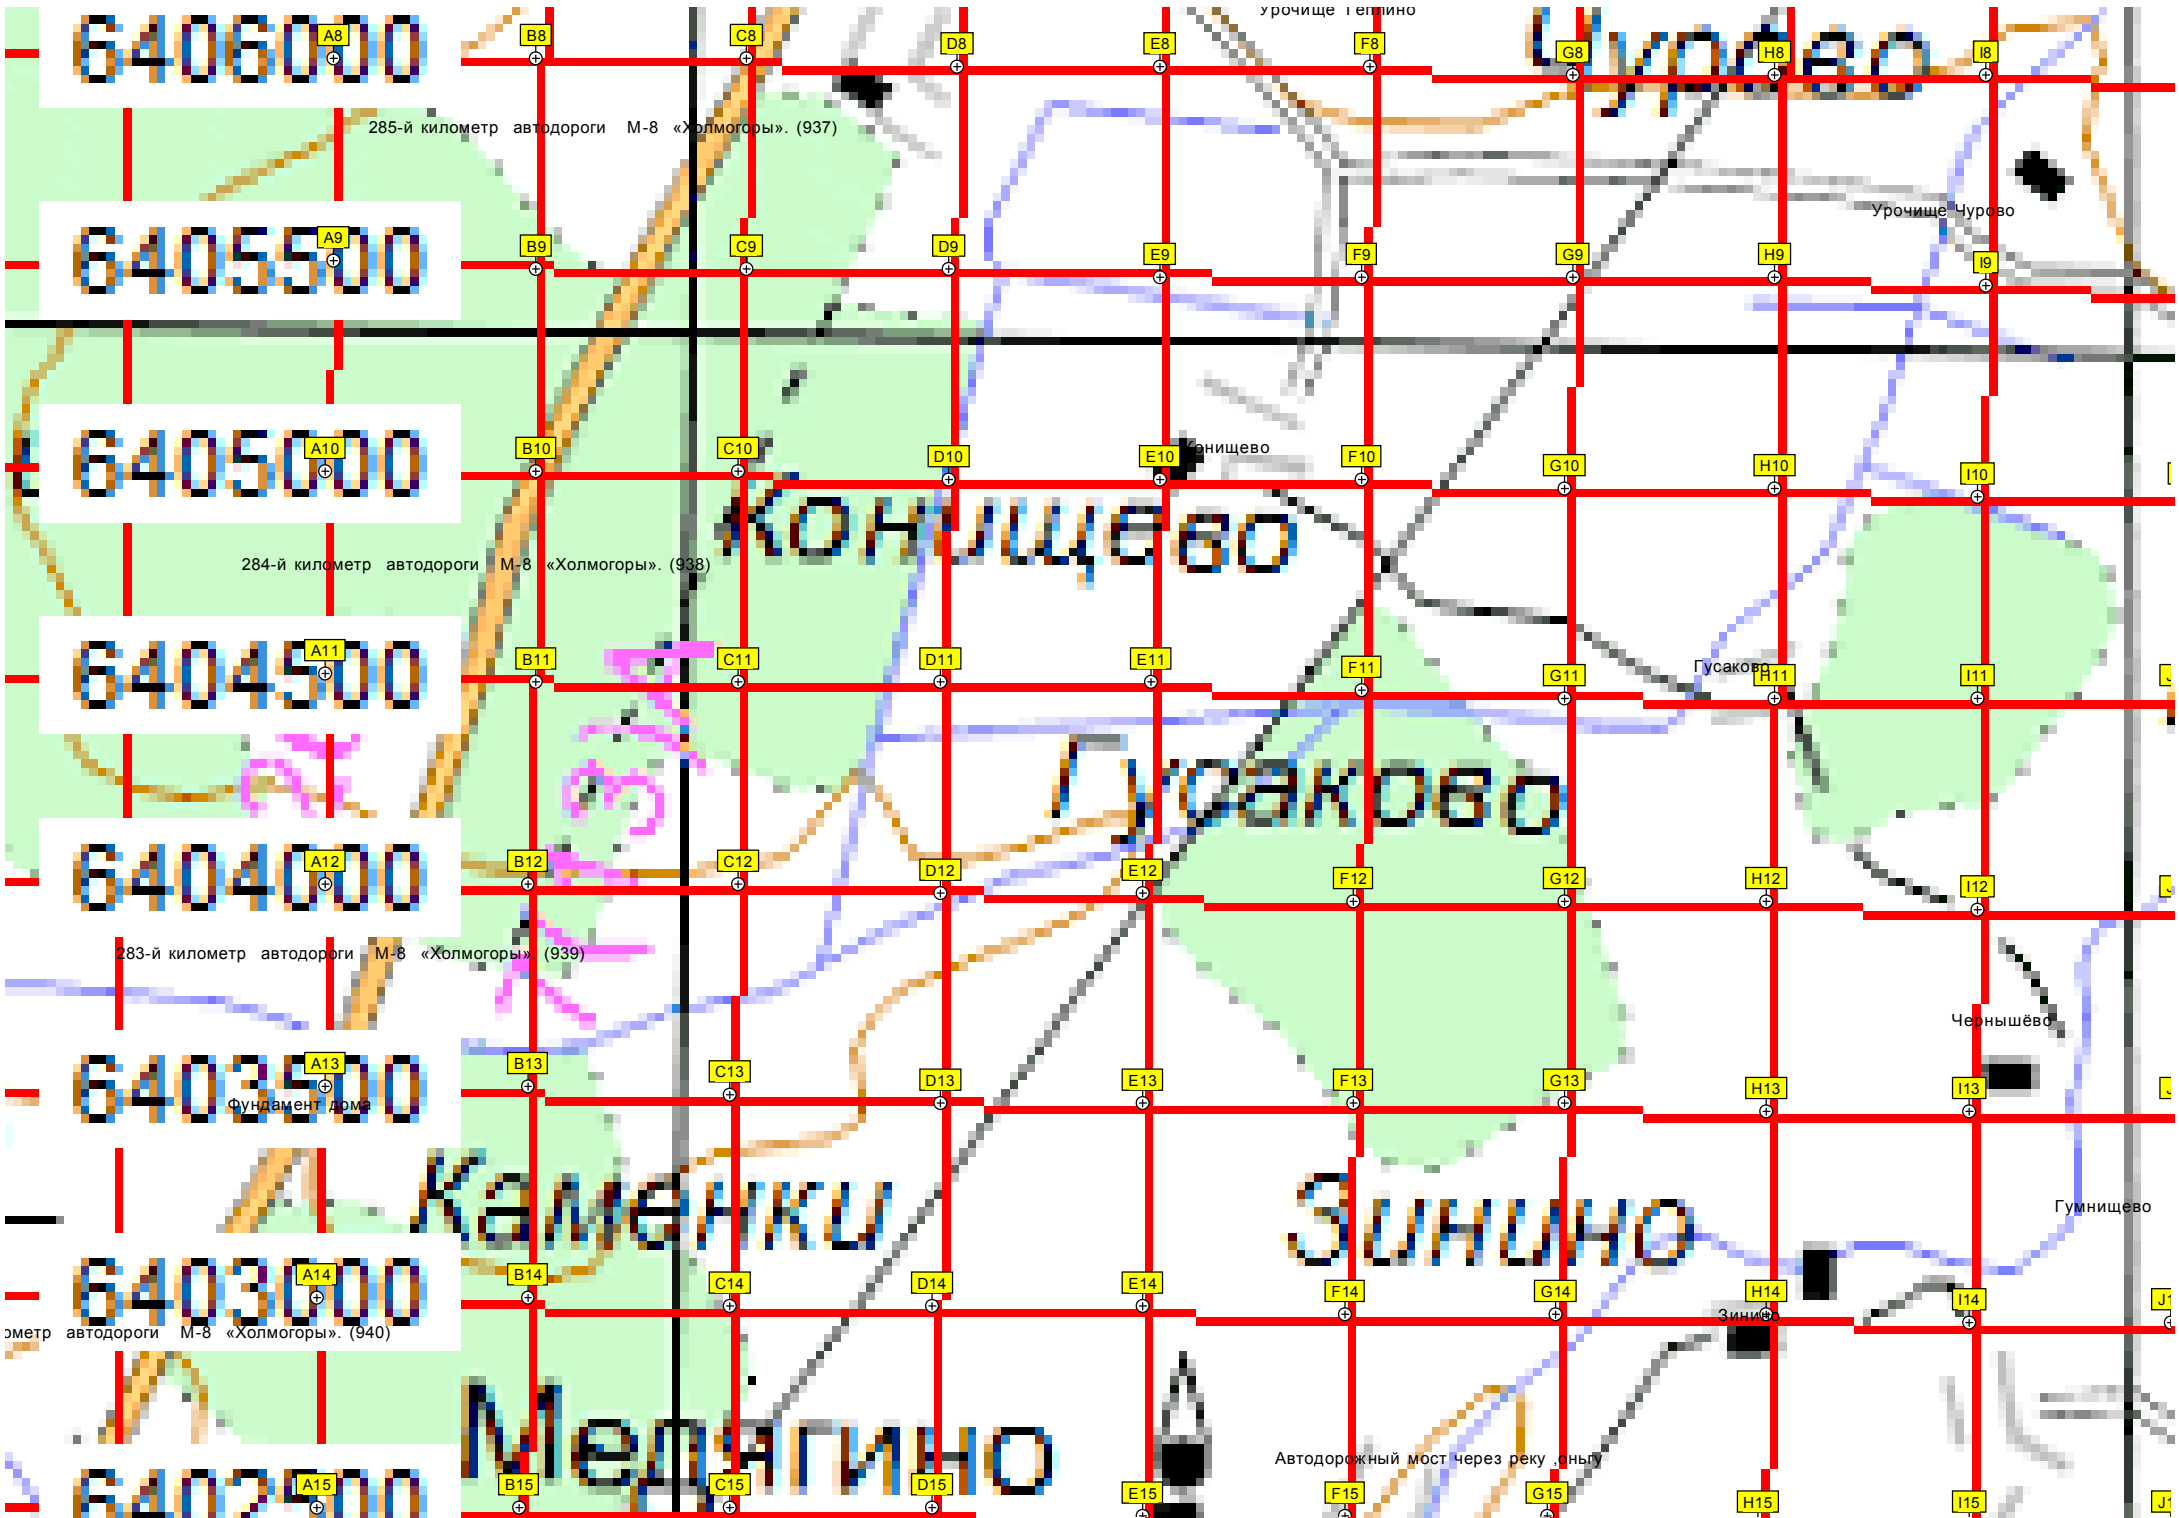 Урочище Теплино
6406000 A8 B8 C8 D8 E8 F8 G8 H8 I8
Чурово
285-й километр автодороги М-8 «Холмогоры». (937)
Урочище Чурово
6405500 A9 B9 C9 D9 E9 F9 G9 H9 I9
6405000 A10 B10 C10 D10 E10 F10 G10 H10 I10
Конищево
Конищево
284-й километр автодороги М-8 «Холмогоры». (938)
6404500 A11 B11 C11 D11 E11 F11 G11 H11 I11
Гусаково
Гусаково
6404000 A12 B12 C12 D12 E12 F12 G12 H12 I12
283-й километр автодороги М-8 «Холмогоры». (939)
Чернышёво
6403500 A13 B13 C13 D13 E13 F13 G13 H13 I13
Фундамент дома
Каменки
Зинино
Гумнищево
6403000 A14 B14 C14 D14 E14 F14 G14 H14 I14
Зинино
ометр автодороги М-8 «Холмогоры». (940)
Медягино
Автодорожный мост через реку ,оньгу
6402500 A15 B15 C15 D15 E15 F15 G15 H15 I15